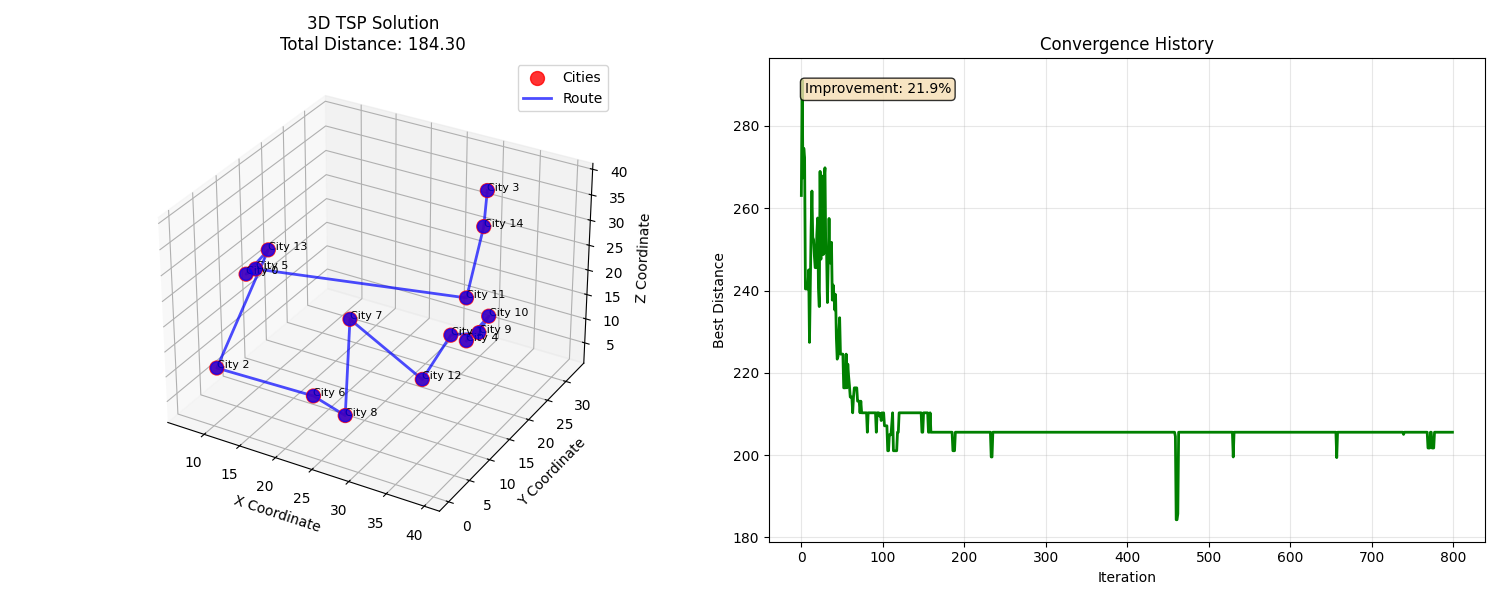 3D TSP Solution
Total Distance: 184.30
Cities
Route
City 3
City 14
City 13
City 5
City 11
City 10
City 7
City 9
City 2
City 12
City 6
City 8
40
35
30
25
20
15
10
5
Z Coordinate
30
25
20
15
10
5
0
Y Coordinate
10
15
20
25
30
35
40
X Coordinate
Convergence History
Improvement: 21.9%
280
260
240
220
200
180
Best Distance
0
100
200
300
400
500
600
700
800
Iteration